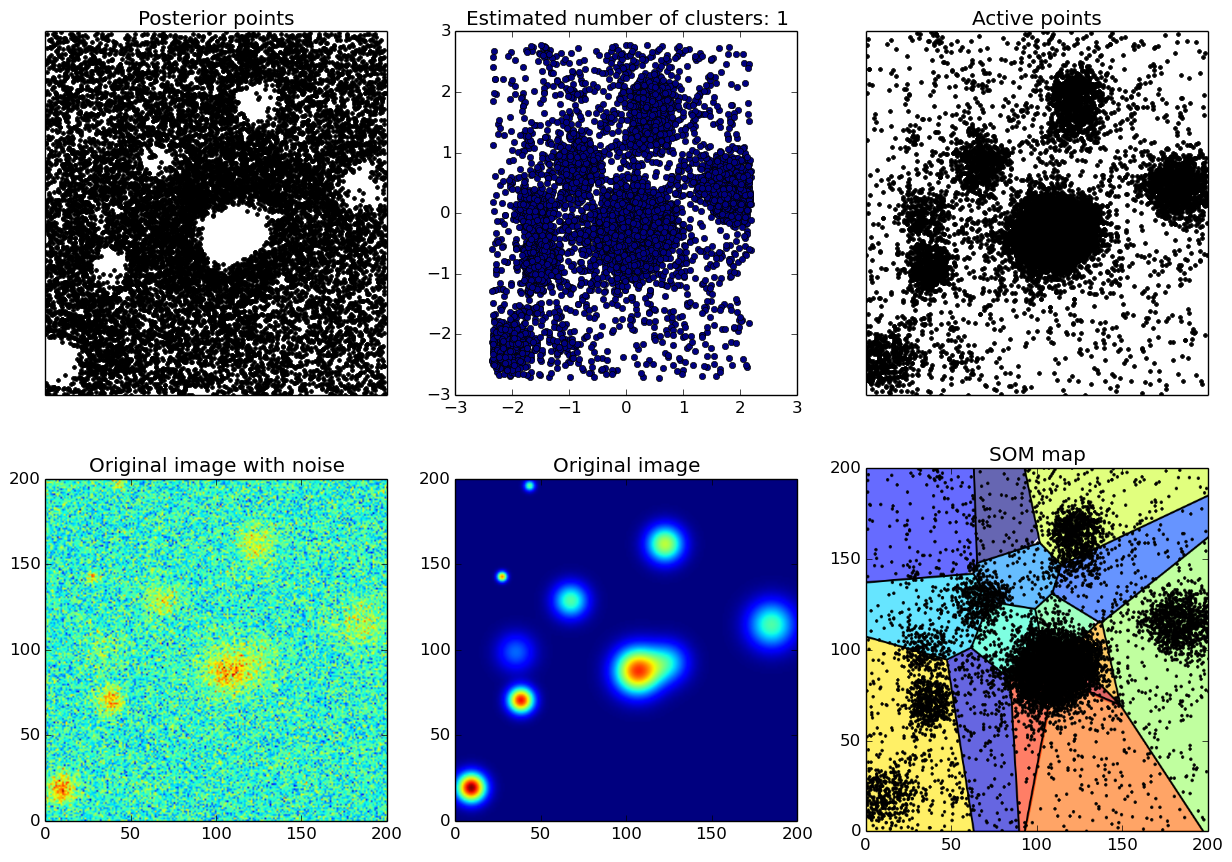 Posterior points
Estimated number of clusters: 1
Active points
3
2
1
0
−1
−2
−3
−3 −2 −1 0 1 2 3
Original image with noise
Original image
SOM map
200
150
100
50
0
0 50 100 150 200
200
150
100
50
0
0 50 100 150 200
200
150
100
50
0
0 50 100 150 200